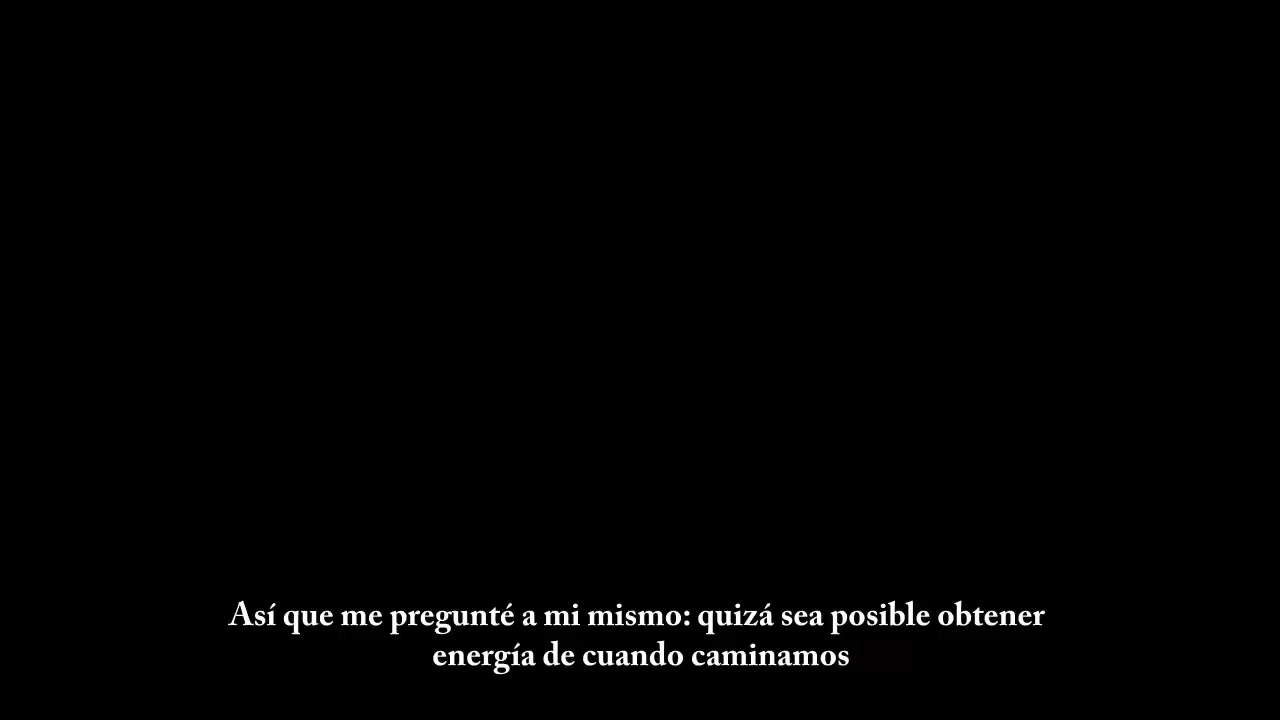 Así que me pregunté a mi mismo: quizá sea posible obtener
energía de cuando caminamos